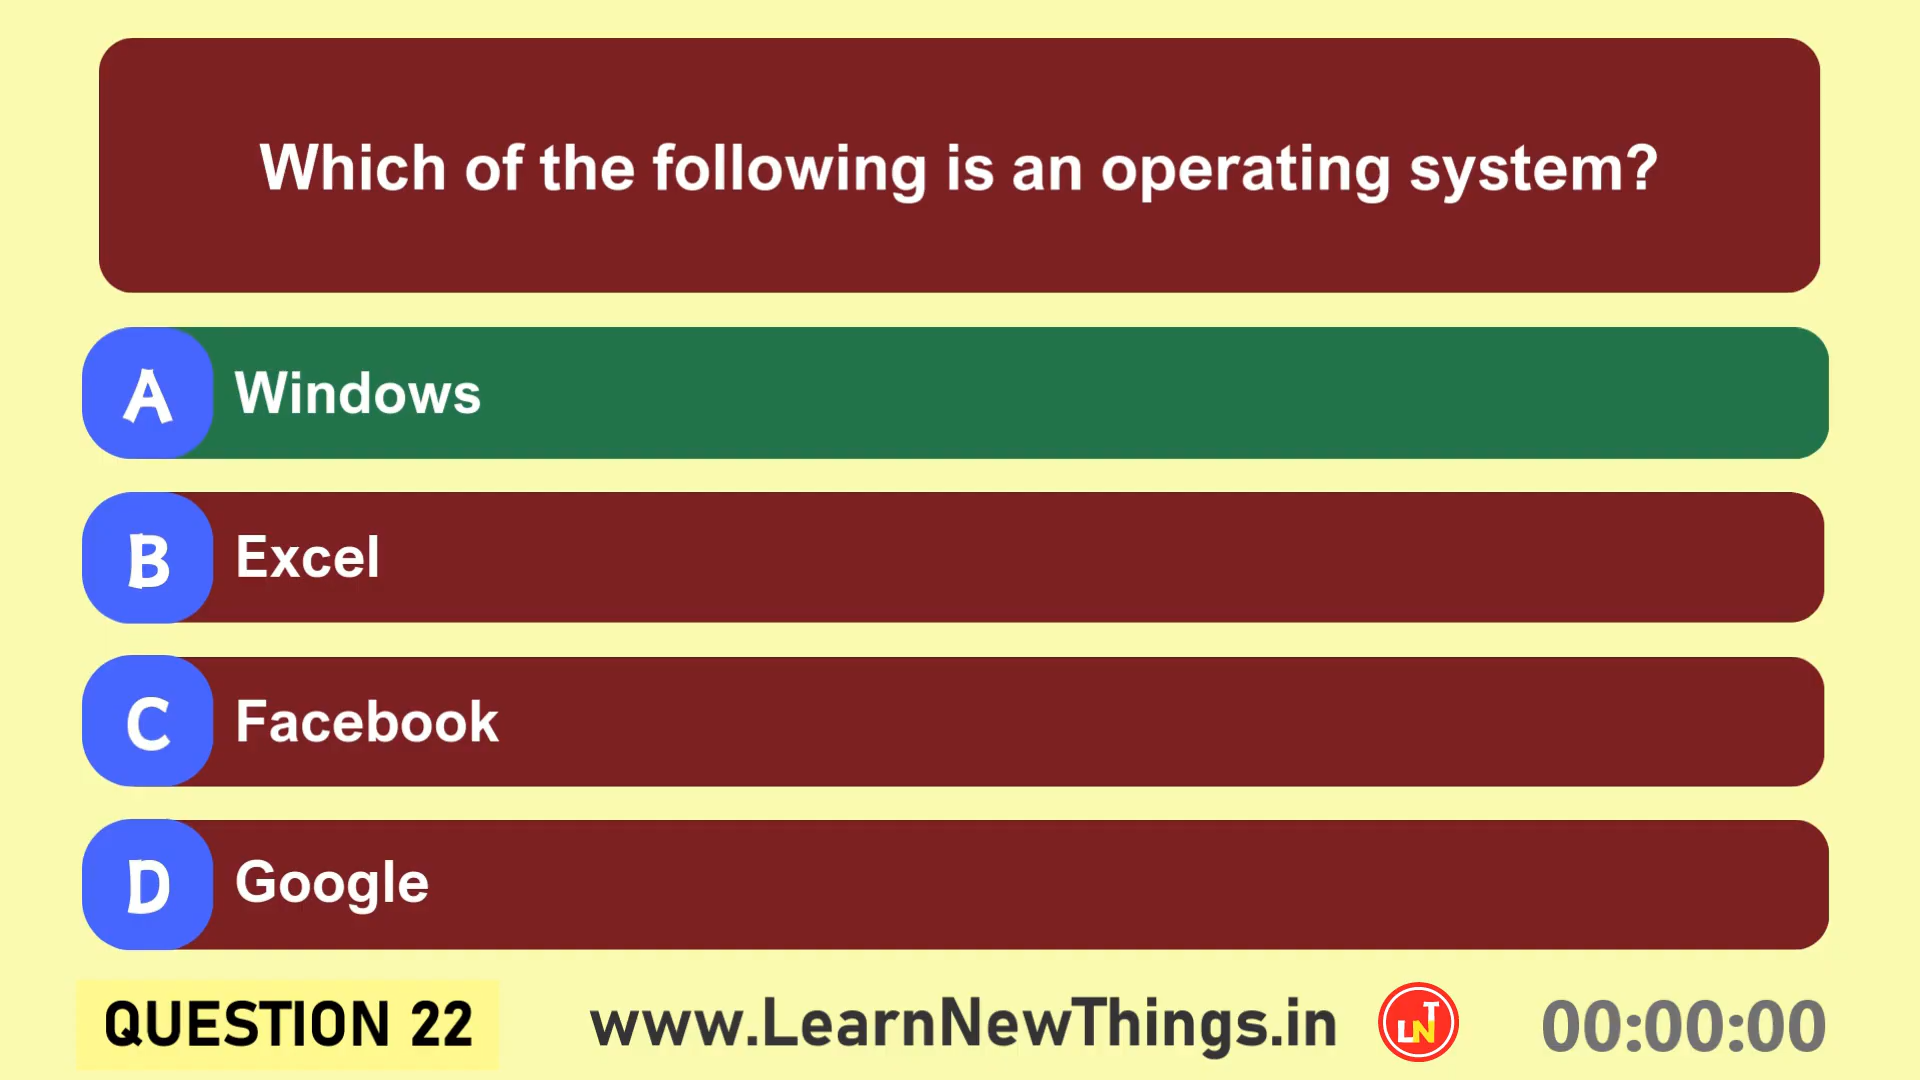 Which of the following is an operating system?
A Windows
B Excel
C Facebook
D Google
QUESTION 22 www.LearnNewThings.in LNT 00:00:00